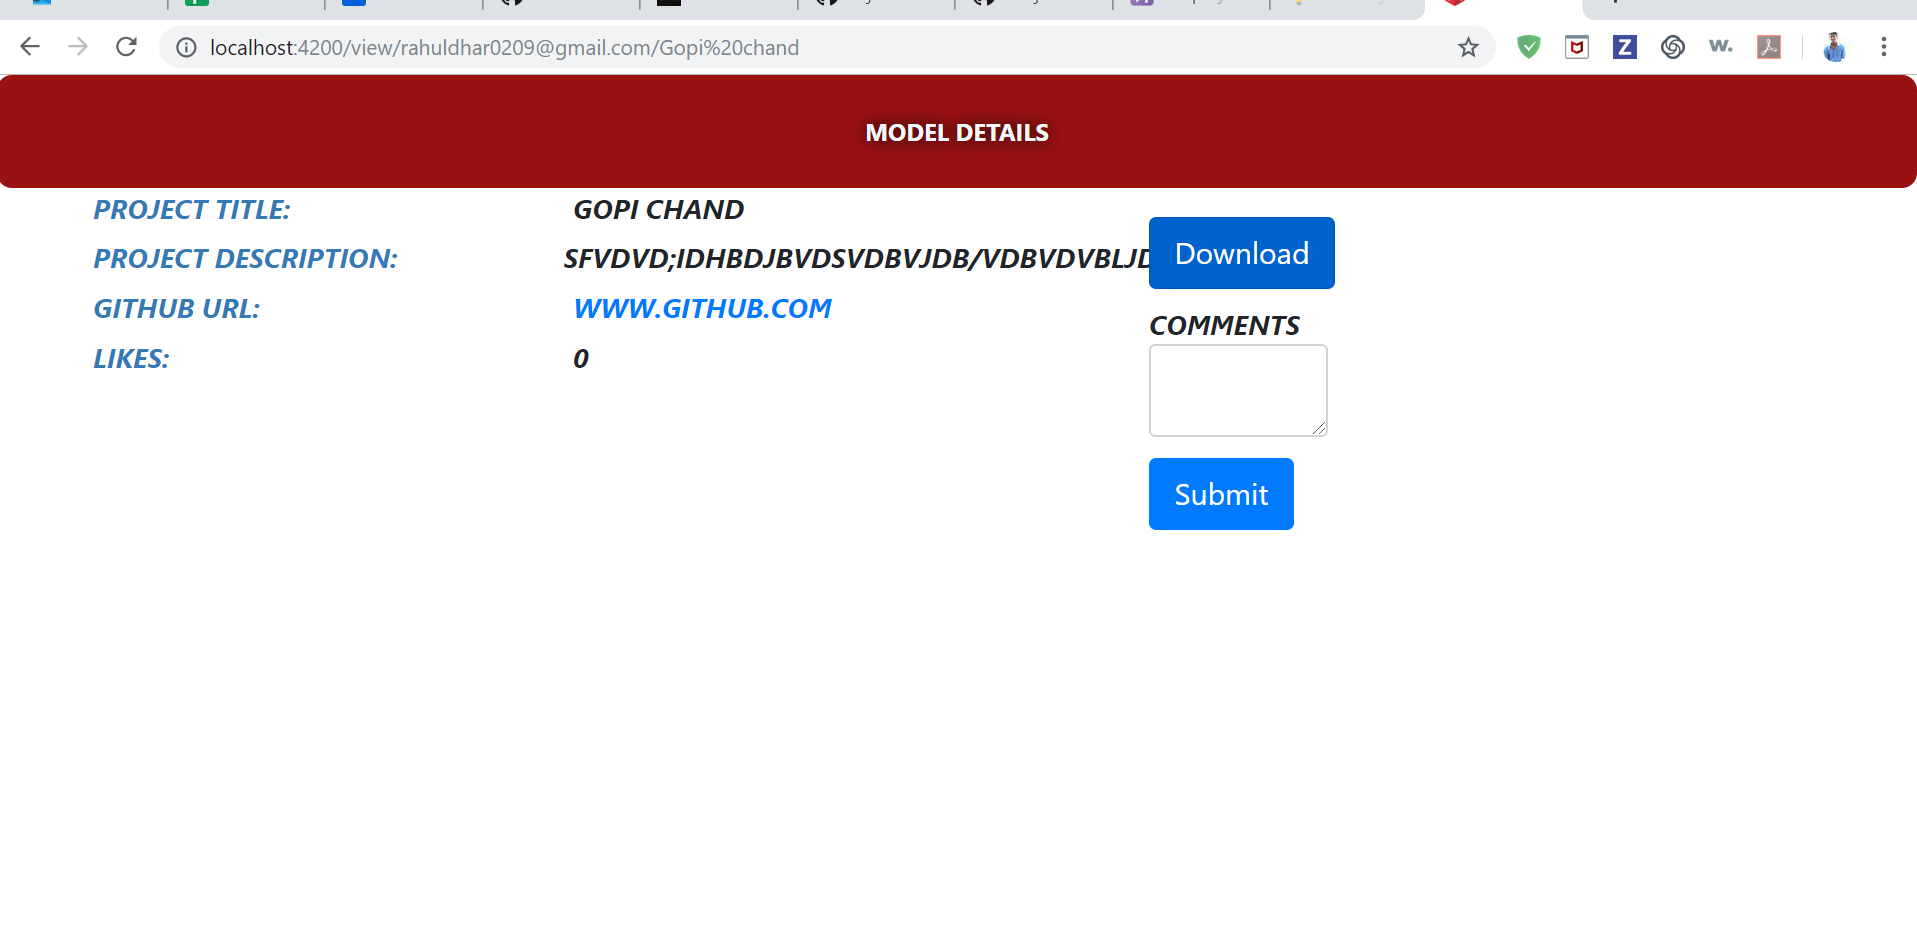 localhost:4200/view/rahuldhar0209@gmail.com/Gopi%20chand
Z
w.
MODEL DETAILS
PROJECT TITLE: GOPI CHAND
PROJECT DESCRIPTION: SFVDVD;IDHBDJBVDSVDBVJDB/VDBVDVBLJD
Download
GITHUB URL: WWW.GITHUB.COM
COMMENTS
LIKES: 0
Submit